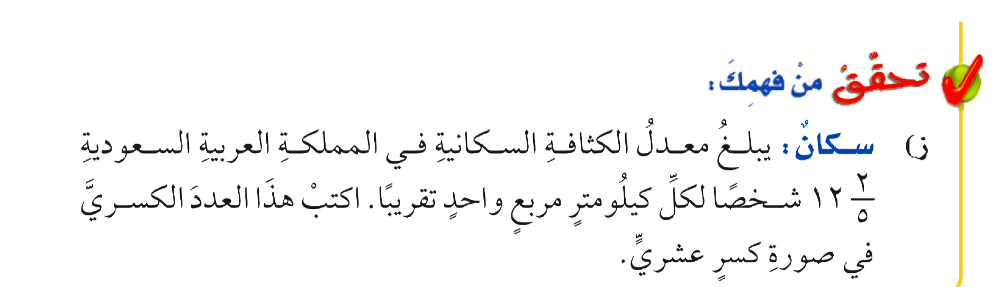 تحقَّقْ منْ فهمِكَ:
ز) سكانٌ: يبلغُ معدلُ الكثافةِ السكانيةِ في المملكةِ العربيةِ السعوديةِ
١٢ ٢/٥ شخصًا لكلِّ كيلُومترٍ مربعٍ واحدٍ تقريبًا. اكتبْ هذَا العددَ الكسريَّ
في صورةِ كسرٍ عشريٍّ.